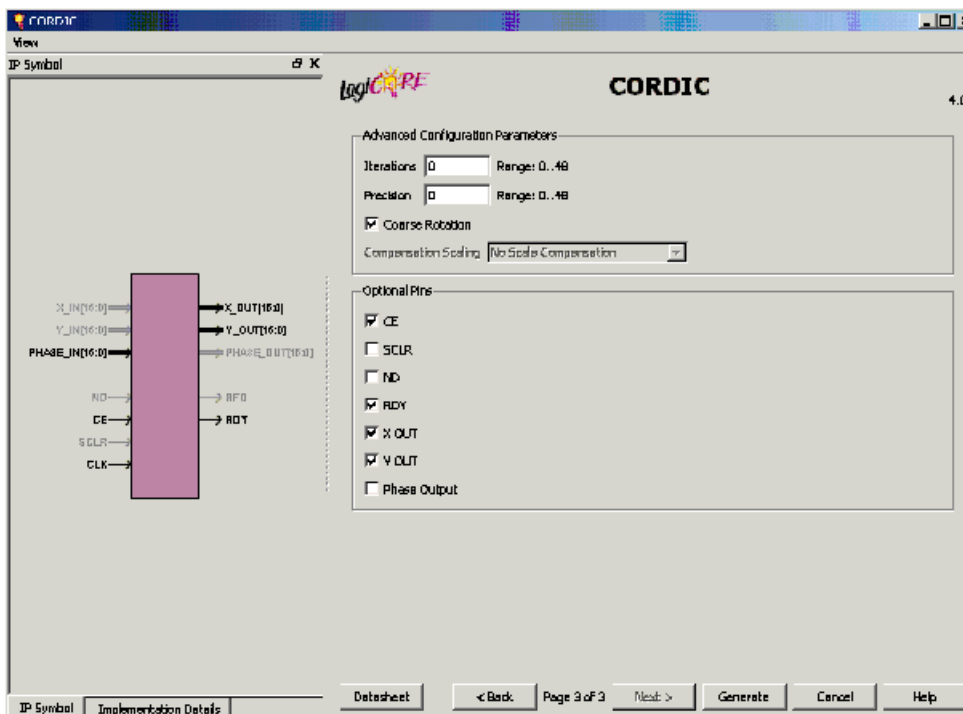 CORDIC
View
IP Symbol
LogiCORE
CORDIC
4.0
Advanced Configuration Parameters
Iterations 0 Range: 0..48
Precision 0 Range: 0..48
Coarse Rotation
Compensation Scaling No Scale Compensation
Optional Pins
CE
SCLR
ND
RDY
X OUT
Y OUT
Phase Output
X_IN[16:0]
Y_IN[16:0]
PHASE_IN[16:0]
ND
CE
SCLR
CLK
X_OUT[16:0]
Y_OUT[16:0]
PHASE_OUT[16:0]
RFD
RDY
IP Symbol
Implementation Details
Datasheet
< Back
Page 3 of 3
Next >
Generate
Cancel
Help